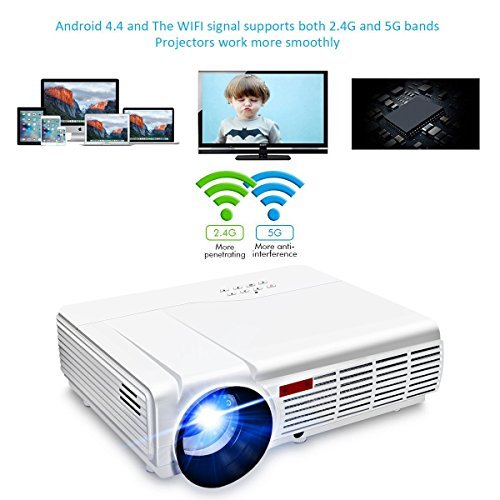 Android 4.4 and The WIFI signal supports both 2.4G and 5G bands
Projectors work more smoothly
2.4G
5G
More
penetrating
More anti-
interference